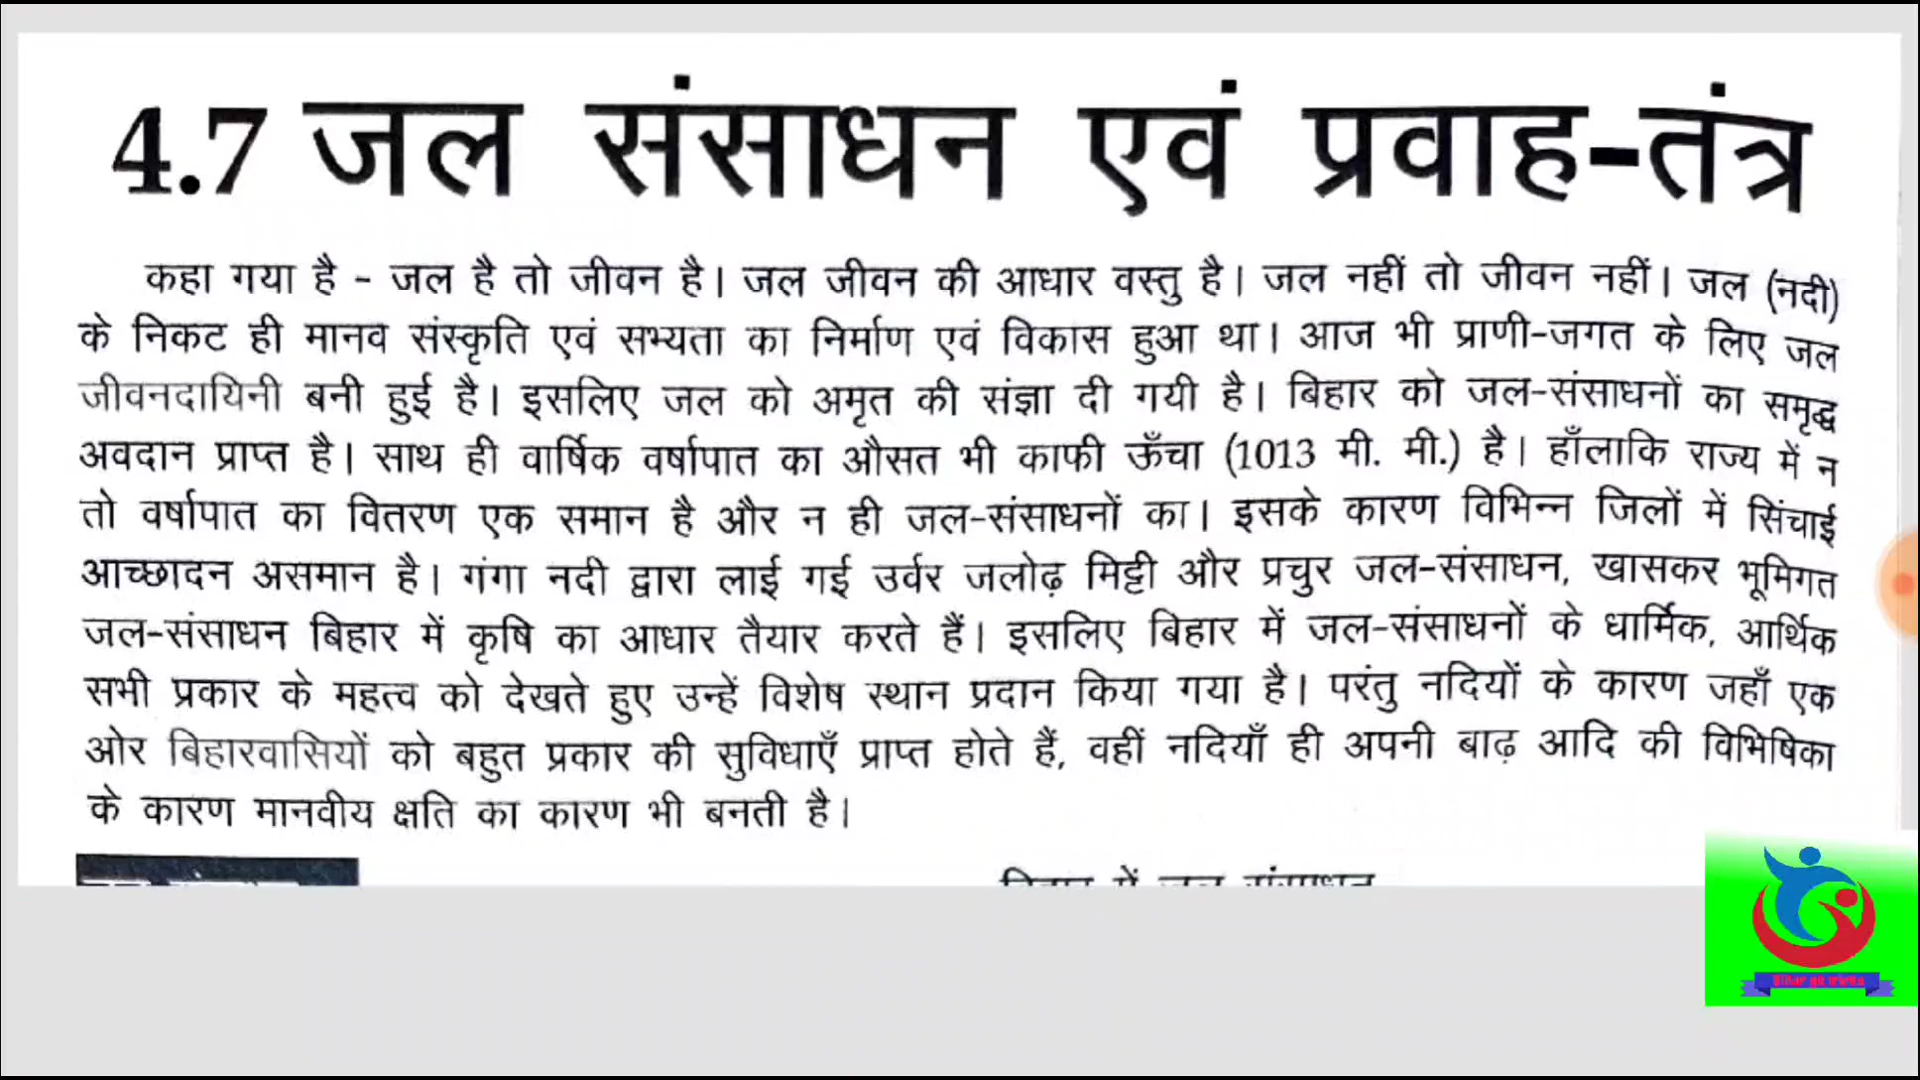 4.7 जल संसाधन एवं प्रवाह-तंत्र
कहा गया है - जल है तो जीवन है। जल जीवन की आधार वस्तु है। जल नहीं तो जीवन नहीं। जल (नदी)
के निकट ही मानव संस्कृति एवं सभ्यता का निर्माण एवं विकास हुआ था। आज भी प्राणी-जगत के लिए जल
जीवनदायिनी बनी हुई है। इसलिए जल को अमृत की संज्ञा दी गयी है। बिहार को जल-संसाधनों का समृद्ध
अवदान प्राप्त है। साथ ही वार्षिक वर्षापात का औसत भी काफी ऊँचा (1013 मी. मी.) है। हाँलाकि राज्य में न
तो वर्षापात का वितरण एक समान है और न ही जल-संसाधनों का। इसके कारण विभिन्न जिलों में सिंचाई
आच्छादन असमान है। गंगा नदी द्वारा लाई गई उर्वर जलोढ़ मिट्टी और प्रचुर जल-संसाधन, खासकर भूमिगत
जल-संसाधन बिहार में कृषि का आधार तैयार करते हैं। इसलिए बिहार में जल-संसाधनों के धार्मिक, आर्थिक
सभी प्रकार के महत्व को देखते हुए उन्हें विशेष स्थान प्रदान किया गया है। परंतु नदियों के कारण जहाँ एक
ओर बिहारवासियों को बहुत प्रकार की सुविधाएँ प्राप्त होते हैं, वहीं नदियाँ ही अपनी बाढ़ आदि की विभिषिका
के कारण मानवीय क्षति का कारण भी बनती है।